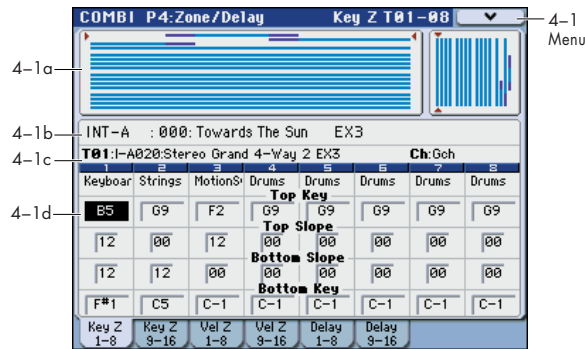 COMBI P4:Zone/Delay Key Z T01-08
4–1
Menu
4–1a
4–1b
INT-A :000: Towards The Sun EX3
4–1c
T01:I-A020:Stereo Grand 4-Way 2 EX3 Ch:Gch
1 2 3 4 5 6 7 8
Keyboar Strings MotionS Drums Drums Drums Drums Drums
Top Key
4–1d
B5 G9 F2 G9 G9 G9 G9 G9
Top Slope
12 00 12 00 00 00 00 00
Bottom Slope
12 12 00 00 00 00 00 00
Bottom Key
F#1 C5 C-1 C-1 C-1 C-1 C-1 C-1
Key Z 1-8
Key Z 9-16
Vel Z 1-8
Vel Z 9-16
Delay 1-8
Delay 9-16